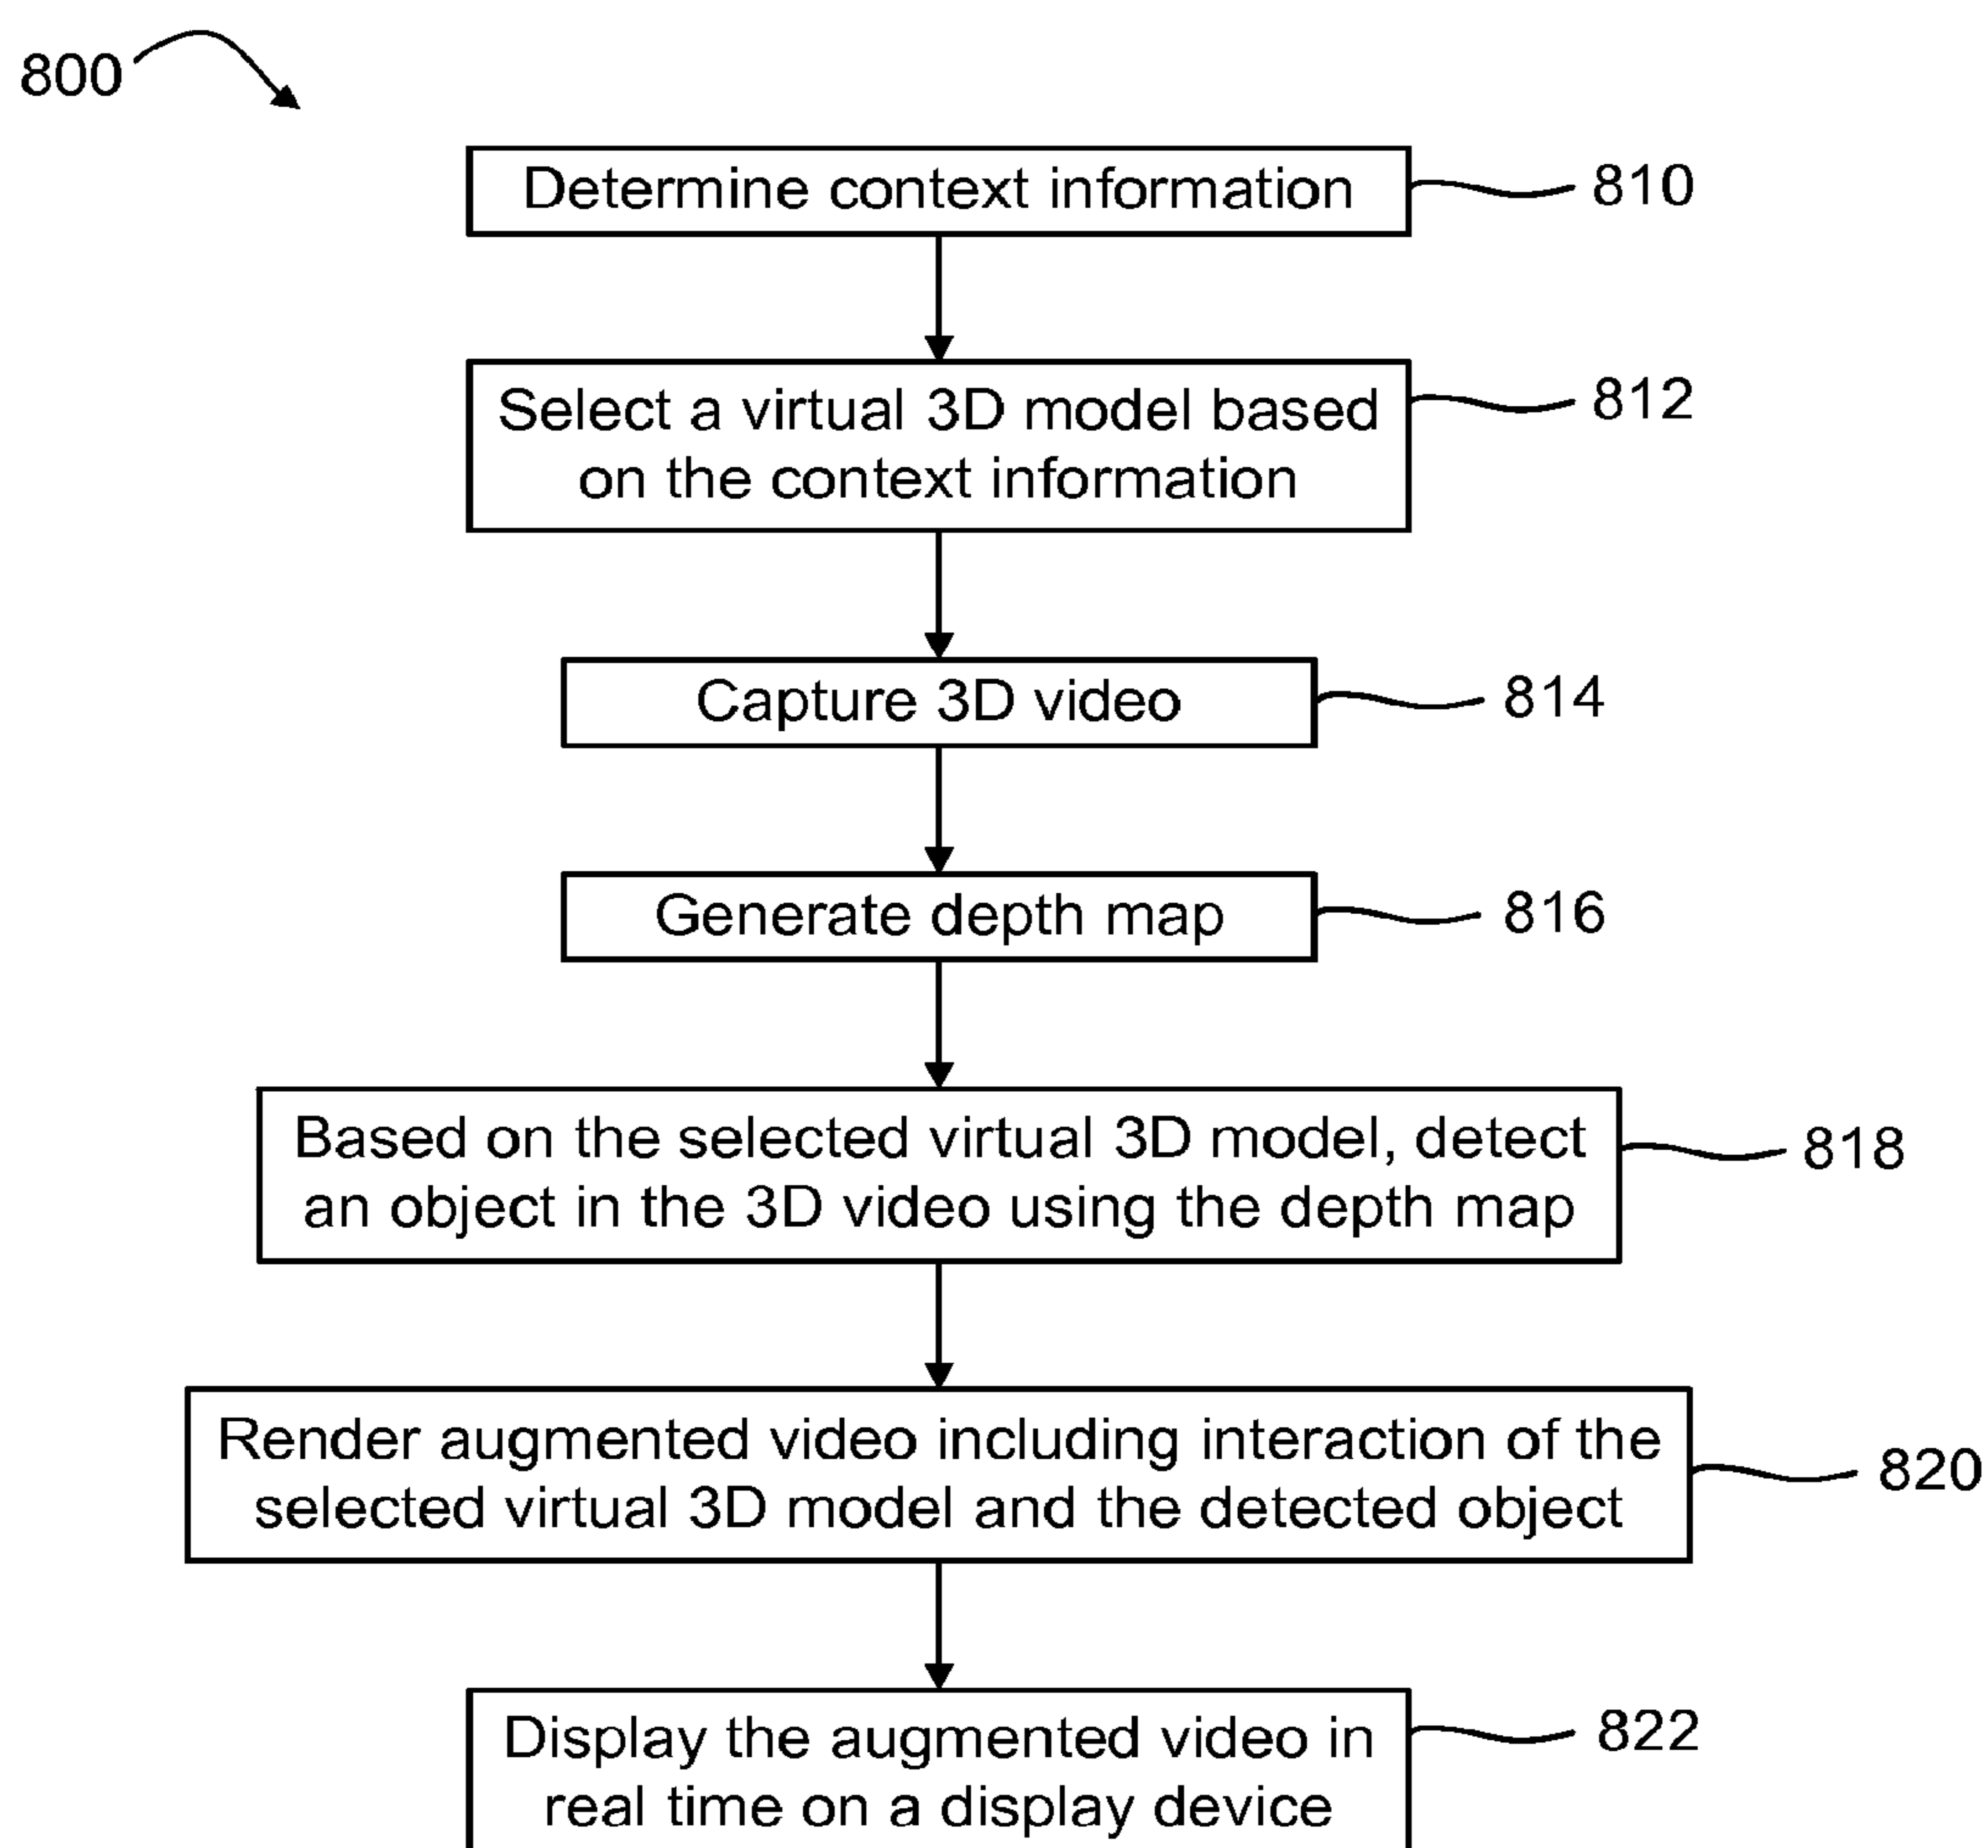 800
Determine context information
810
Select a virtual 3D model based
on the context information
812
Capture 3D video
814
Generate depth map
816
Based on the selected virtual 3D model, detect
an object in the 3D video using the depth map
818
Render augmented video including interaction of the
selected virtual 3D model and the detected object
820
Display the augmented video in
real time on a display device
822